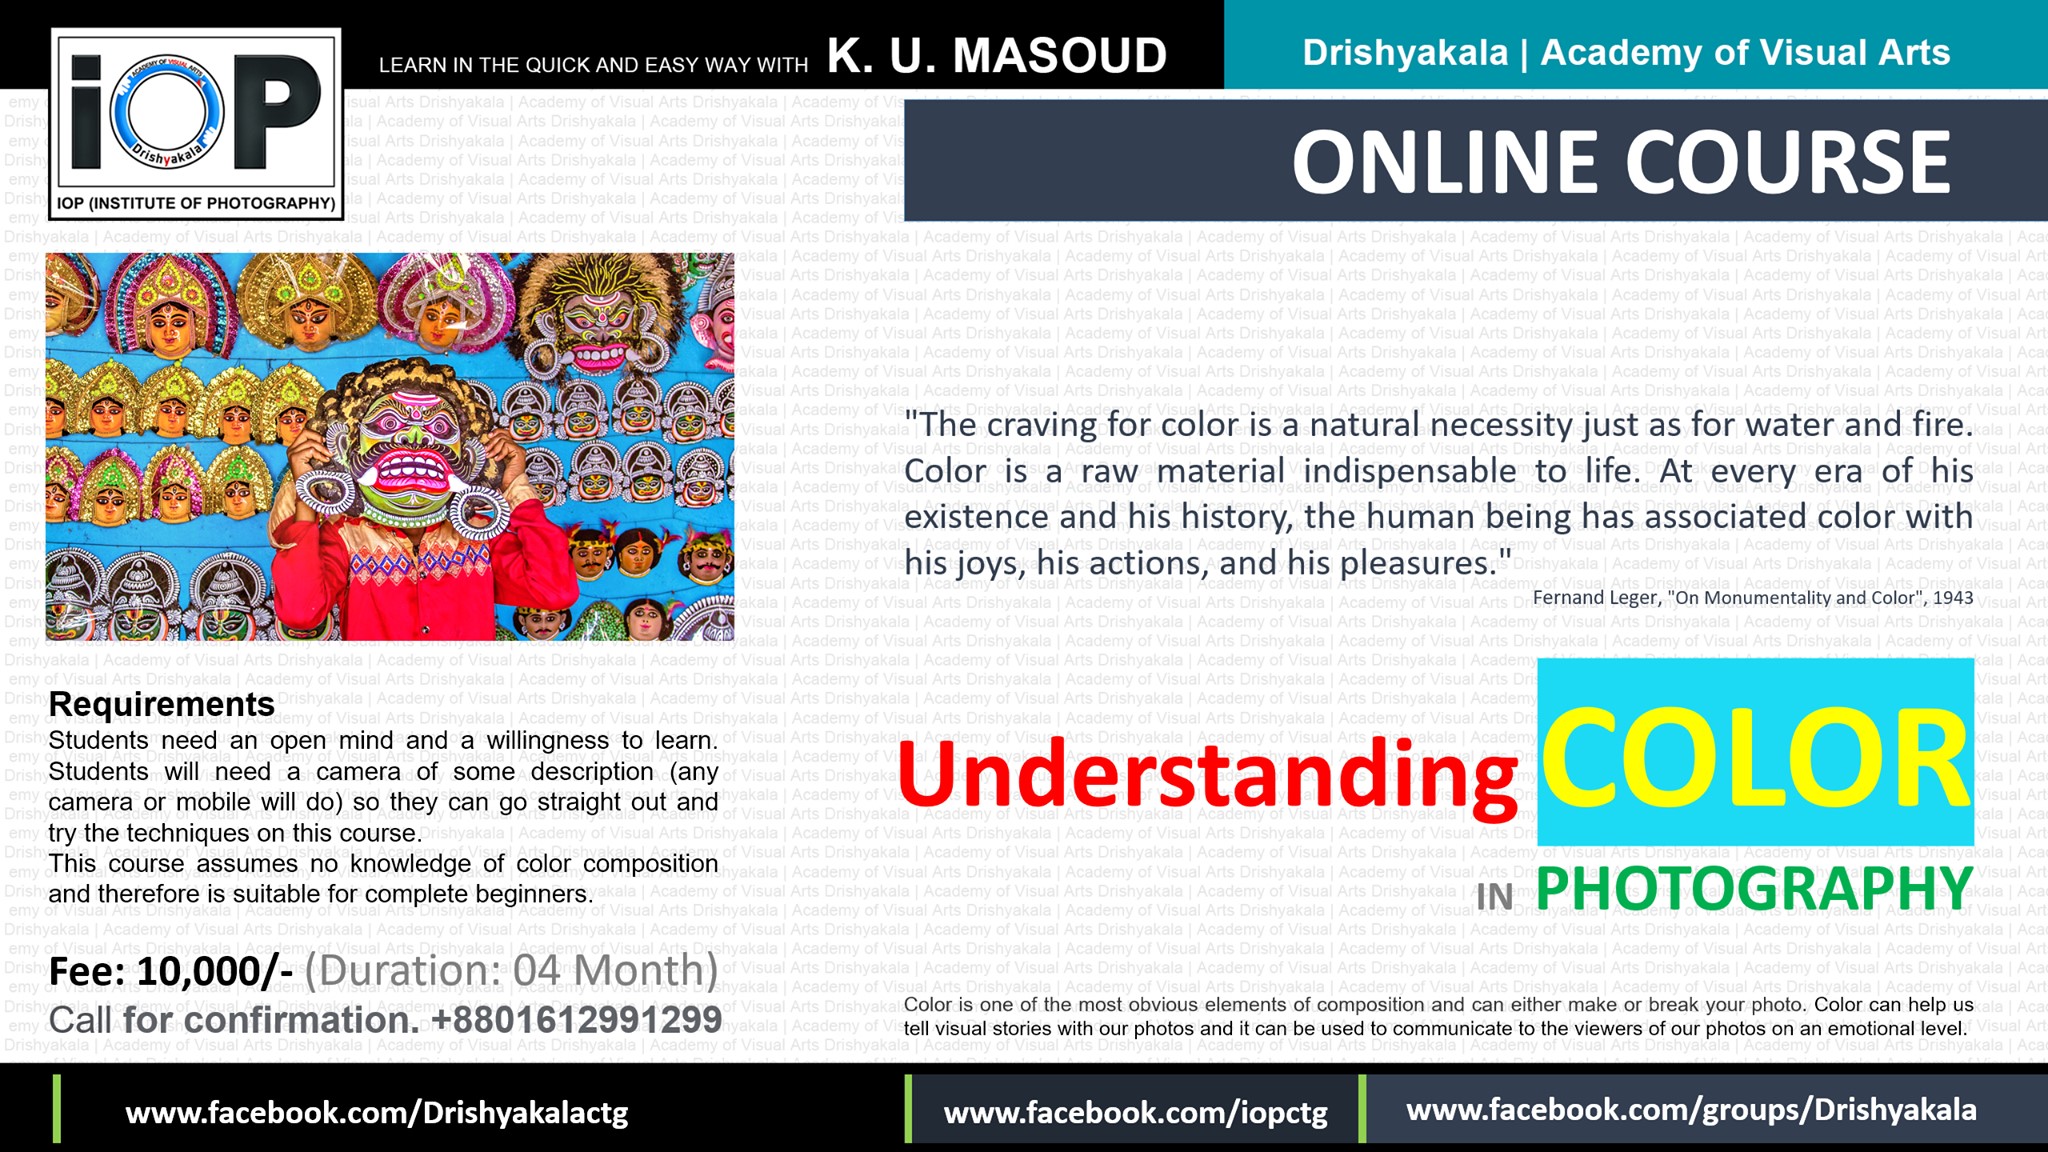 LEARN IN THE QUICK AND EASY WAY WITH K. U. MASOUD
Drishyakala | Academy of Visual Arts
iOP
ACADEMY OF VISUAL ARTS
Drishyakala
IOP (INSTITUTE OF PHOTOGRAPHY)
ONLINE COURSE
"The craving for color is a natural necessity just as for water and fire.
Color is a raw material indispensable to life. At every era of his
existence and his history, the human being has associated color with
his joys, his actions, and his pleasures."
Fernand Leger, "On Monumentality and Color", 1943
Requirements
Students need an open mind and a willingness to learn.
Students will need a camera of some description (any
camera or mobile will do) so they can go straight out and
try the techniques on this course.
This course assumes no knowledge of color composition
and therefore is suitable for complete beginners.
Fee: 10,000/- (Duration: 04 Month)
Call for confirmation. +8801612991299
Understanding COLOR
IN PHOTOGRAPHY
Color is one of the most obvious elements of composition and can either make or break your photo. Color can help us
tell visual stories with our photos and it can be used to communicate to the viewers of our photos on an emotional level.
www.facebook.com/Drishyakalactg
www.facebook.com/iopctg
www.facebook.com/groups/Drishyakala